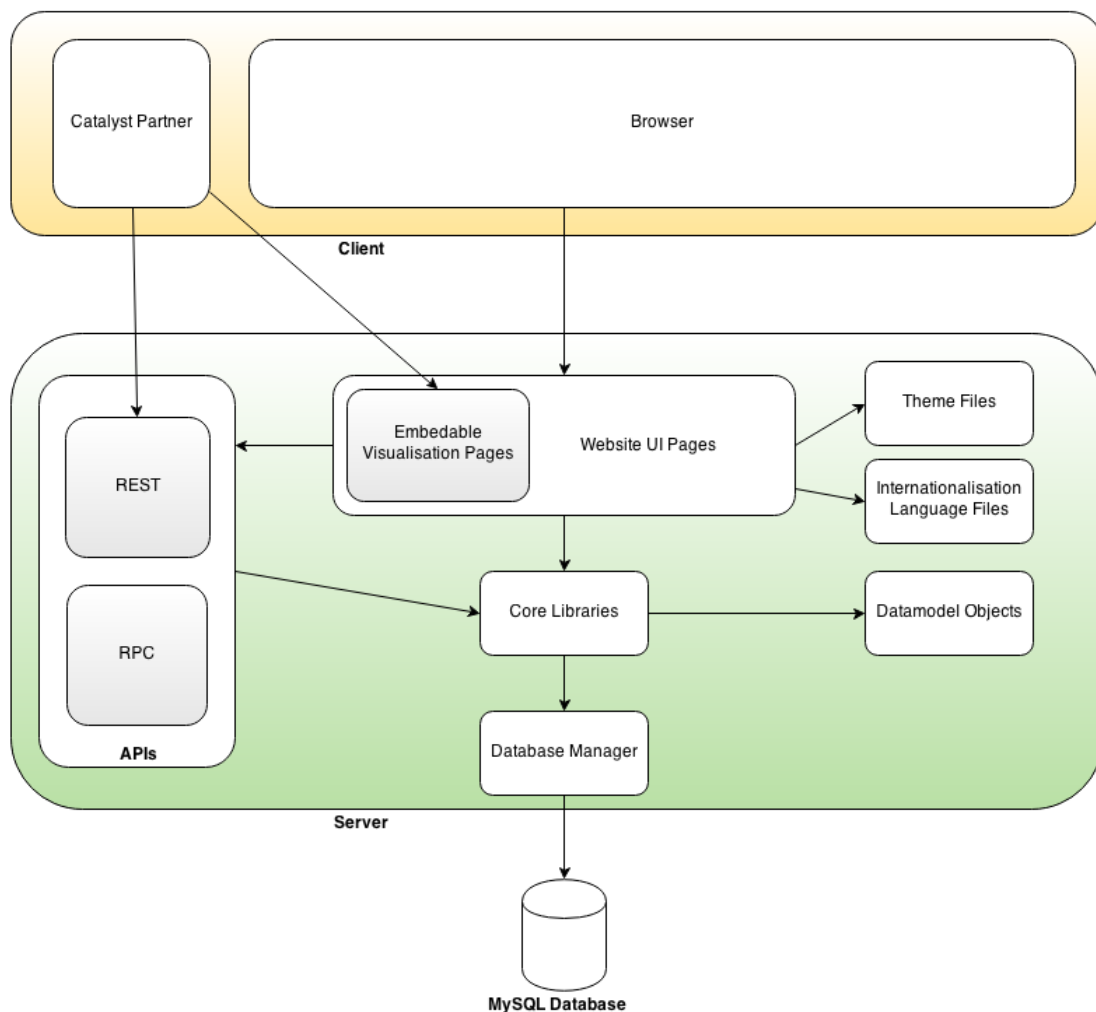 Catalyst Partner
Browser
Client
Embedable
Visualisation Pages
Website UI Pages
Theme Files
REST
Internationalisation
Language Files
Core Libraries
Datamodel Objects
RPC
APIs
Database Manager
Server
MySQL Database